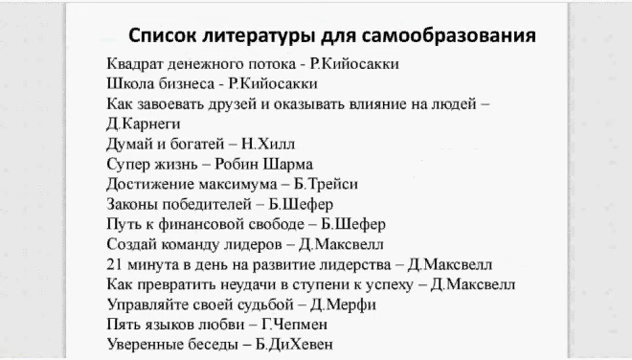 Список литературы для самообразования
Квадрат денежного потока - Р.Кийосакки
Школа бизнеса - Р.Кийосакки
Как завоевать друзей и оказывать влияние на людей –
Д.Карнеги
Думай и богатей – Н.Хилл
Супер жизнь – Робин Шарма
Достижение максимума – Б.Трейси
Законы победителей – Б.Шефер
Путь к финансовой свободе – Б.Шефер
Создай команду лидеров – Д.Максвелл
21 минута в день на развитие лидерства – Д.Максвелл
Как превратить неудачи в ступени к успеху – Д.Максвелл
Управляйте своей судьбой – Д.Мерфи
Пять языков любви – Г.Чепмен
Уверенные беседы – Б.ДиХевен